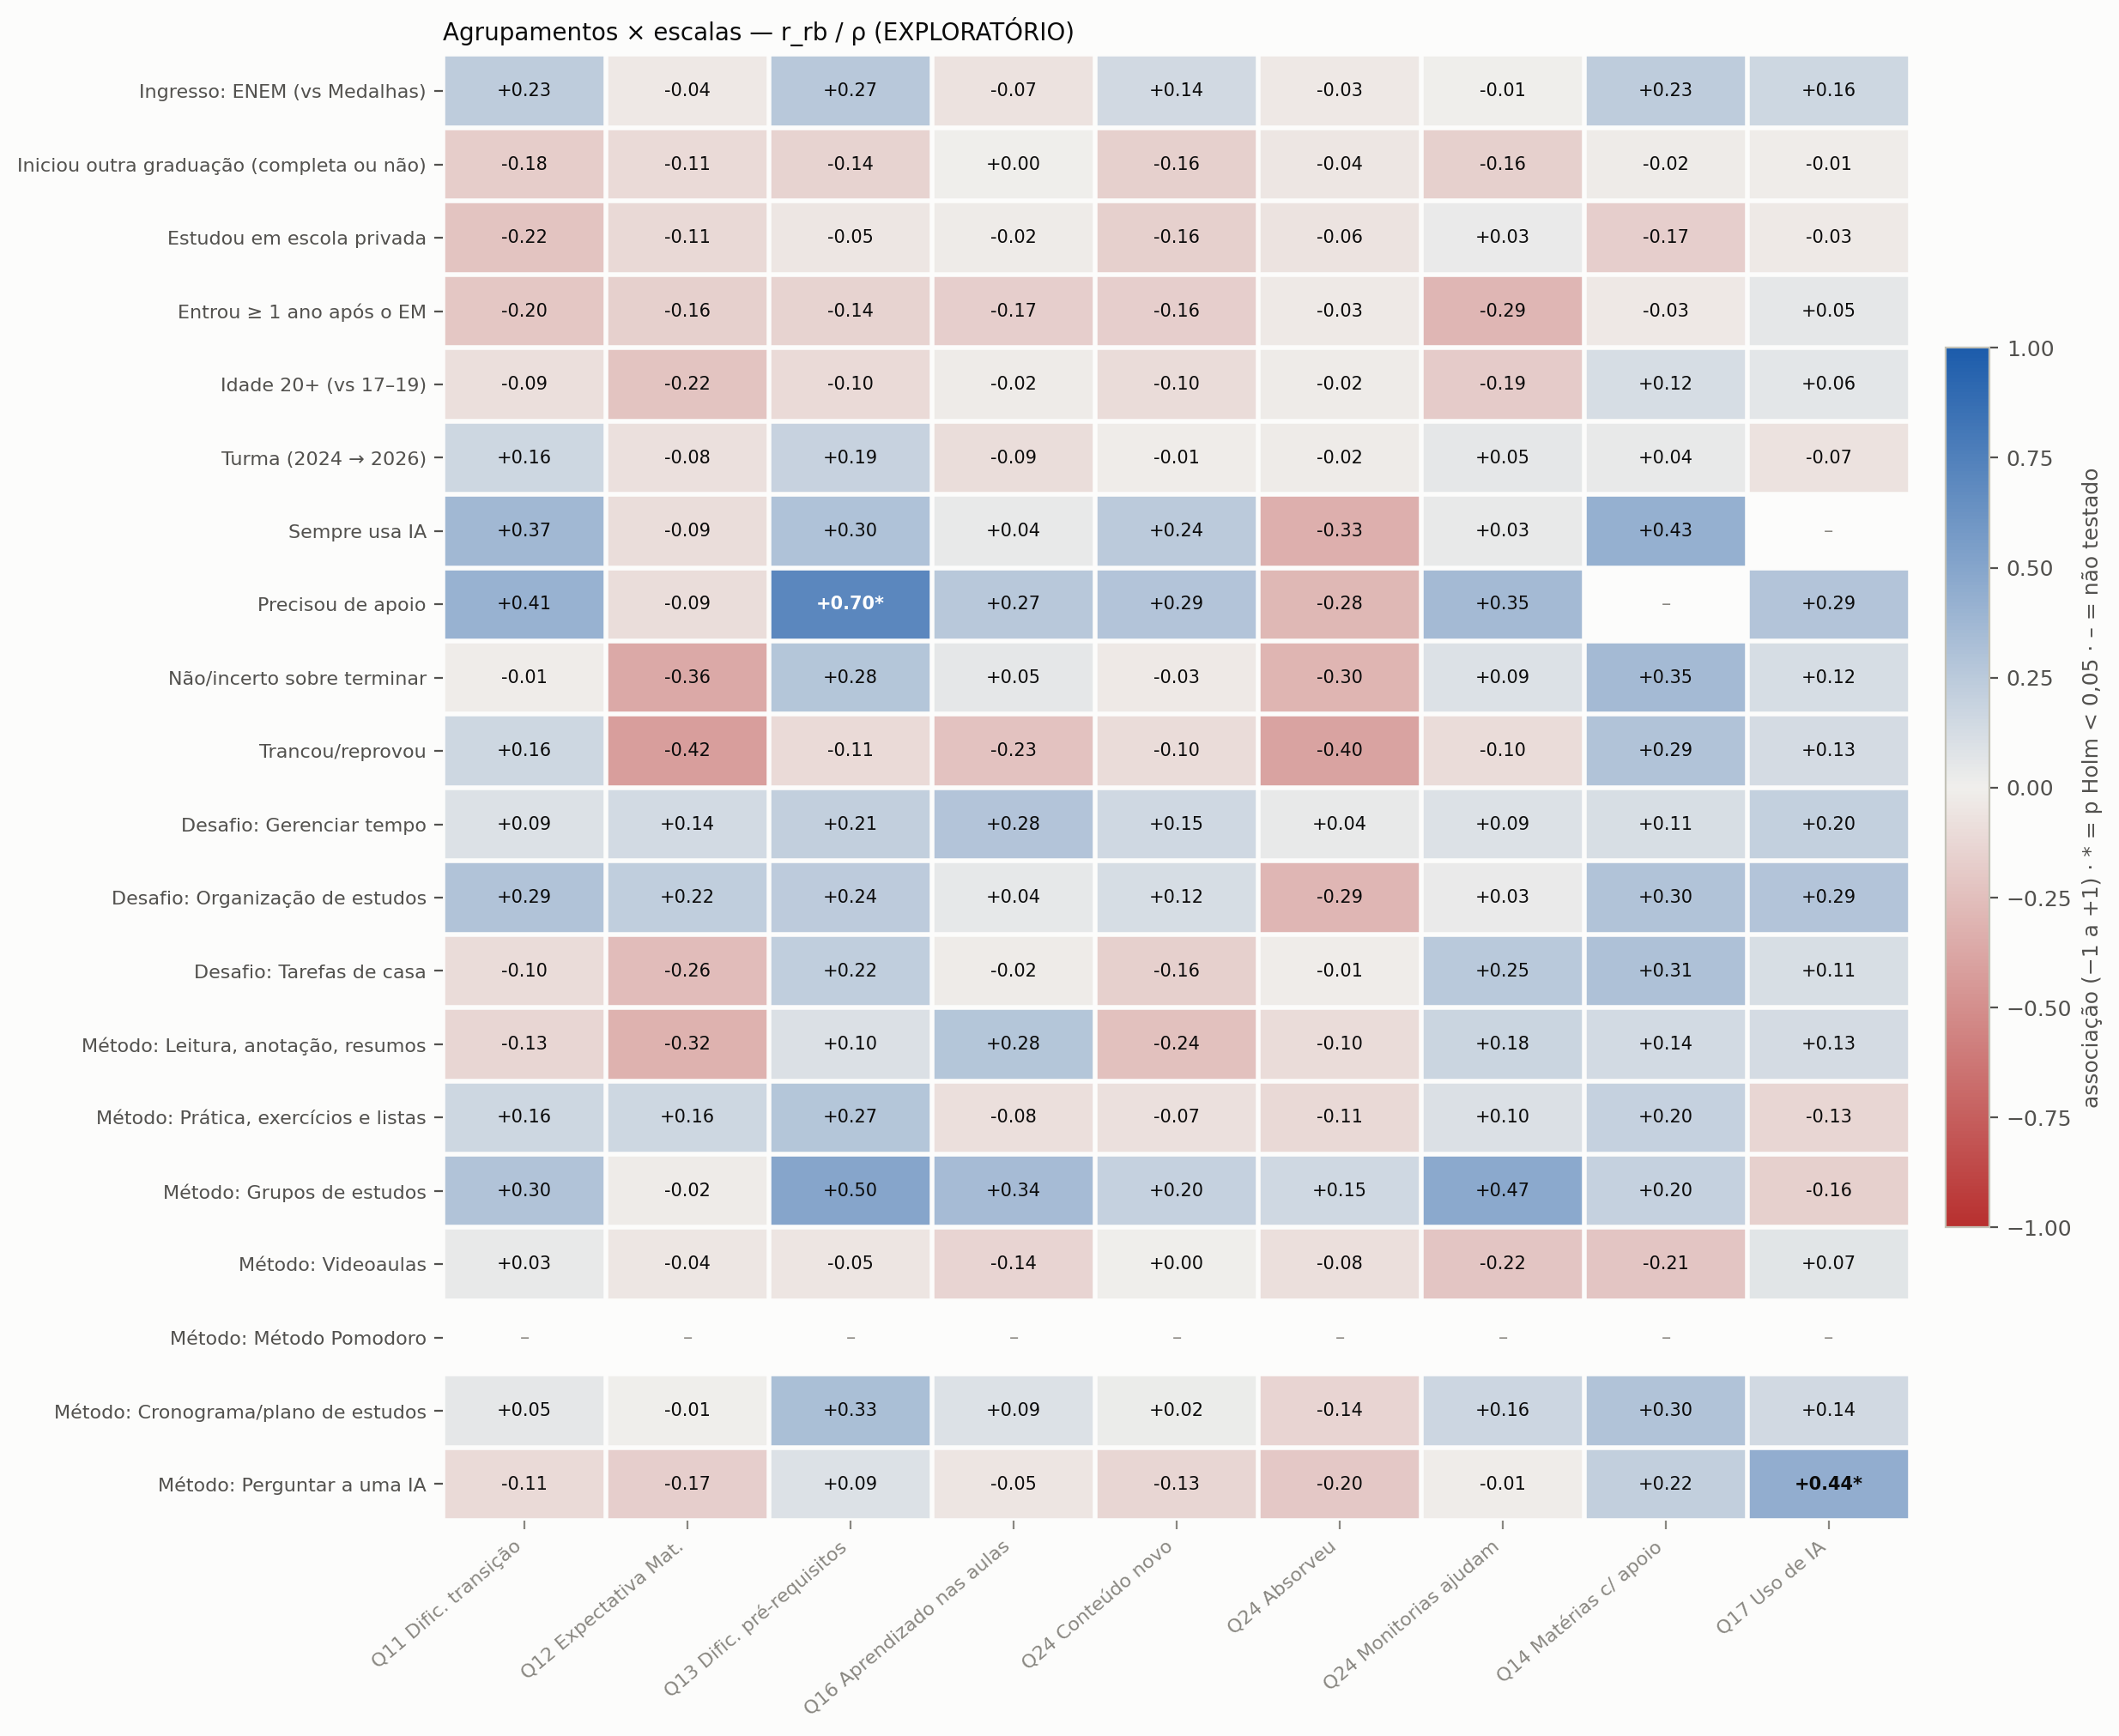 Agrupamentos × escalas — r_rb / ρ (EXPLORATÓRIO)
Ingresso: ENEM (vs Medalhas) +0.23 -0.04 +0.27 -0.07 +0.14 -0.03 -0.01 +0.23 +0.16
Iniciou outra graduação (completa ou não) -0.18 -0.11 -0.14 +0.00 -0.16 -0.04 -0.16 -0.02 -0.01
Estudou em escola privada -0.22 -0.11 -0.05 -0.02 -0.16 -0.06 +0.03 -0.17 -0.03
Entrou ≥ 1 ano após o EM -0.20 -0.16 -0.14 -0.17 -0.16 -0.03 -0.29 -0.03 +0.05
Idade 20+ (vs 17–19) -0.09 -0.22 -0.10 -0.02 -0.10 -0.02 -0.19 +0.12 +0.06
Turma (2024 → 2026) +0.16 -0.08 +0.19 -0.09 -0.01 -0.02 +0.05 +0.04 -0.07
Sempre usa IA +0.37 -0.09 +0.30 +0.04 +0.24 -0.33 +0.03 +0.43 –
Precisou de apoio +0.41 -0.09 +0.70* +0.27 +0.29 -0.28 +0.35 – +0.29
Não/incerto sobre terminar -0.01 -0.36 +0.28 +0.05 -0.03 -0.30 +0.09 +0.35 +0.12
Trancou/reprovou +0.16 -0.42 -0.11 -0.23 -0.10 -0.40 -0.10 +0.29 +0.13
Desafio: Gerenciar tempo +0.09 +0.14 +0.21 +0.28 +0.15 +0.04 +0.09 +0.11 +0.20
Desafio: Organização de estudos +0.29 +0.22 +0.24 +0.04 +0.12 -0.29 +0.03 +0.30 +0.29
Desafio: Tarefas de casa -0.10 -0.26 +0.22 -0.02 -0.16 -0.01 +0.25 +0.31 +0.11
Método: Leitura, anotação, resumos -0.13 -0.32 +0.10 +0.28 -0.24 -0.10 +0.18 +0.14 +0.13
Método: Prática, exercícios e listas +0.16 +0.16 +0.27 -0.08 -0.07 -0.11 +0.10 +0.20 -0.13
Método: Grupos de estudos +0.30 -0.02 +0.50 +0.34 +0.20 +0.15 +0.47 +0.20 -0.16
Método: Videoaulas +0.03 -0.04 -0.05 -0.14 +0.00 -0.08 -0.22 -0.21 +0.07
Método: Método Pomodoro – – – – – – – – –
Método: Cronograma/plano de estudos +0.05 -0.01 +0.33 +0.09 +0.02 -0.14 +0.16 +0.30 +0.14
Método: Perguntar a uma IA -0.11 -0.17 +0.09 -0.05 -0.13 -0.20 -0.01 +0.22 +0.44*
Q11 Dific. transição
Q12 Expectativa Mat.
Q13 Dific. pré-requisitos
Q16 Aprendizado nas aulas
Q24 Conteúdo novo
Q24 Absorveu
Q24 Monitorias ajudam
Q14 Matérias c/ apoio
Q17 Uso de IA
1.00
0.75
0.50
0.25
0.00
−0.25
−0.50
−0.75
−1.00
associação (−1 a +1) · * = p Holm < 0,05 · – = não testado